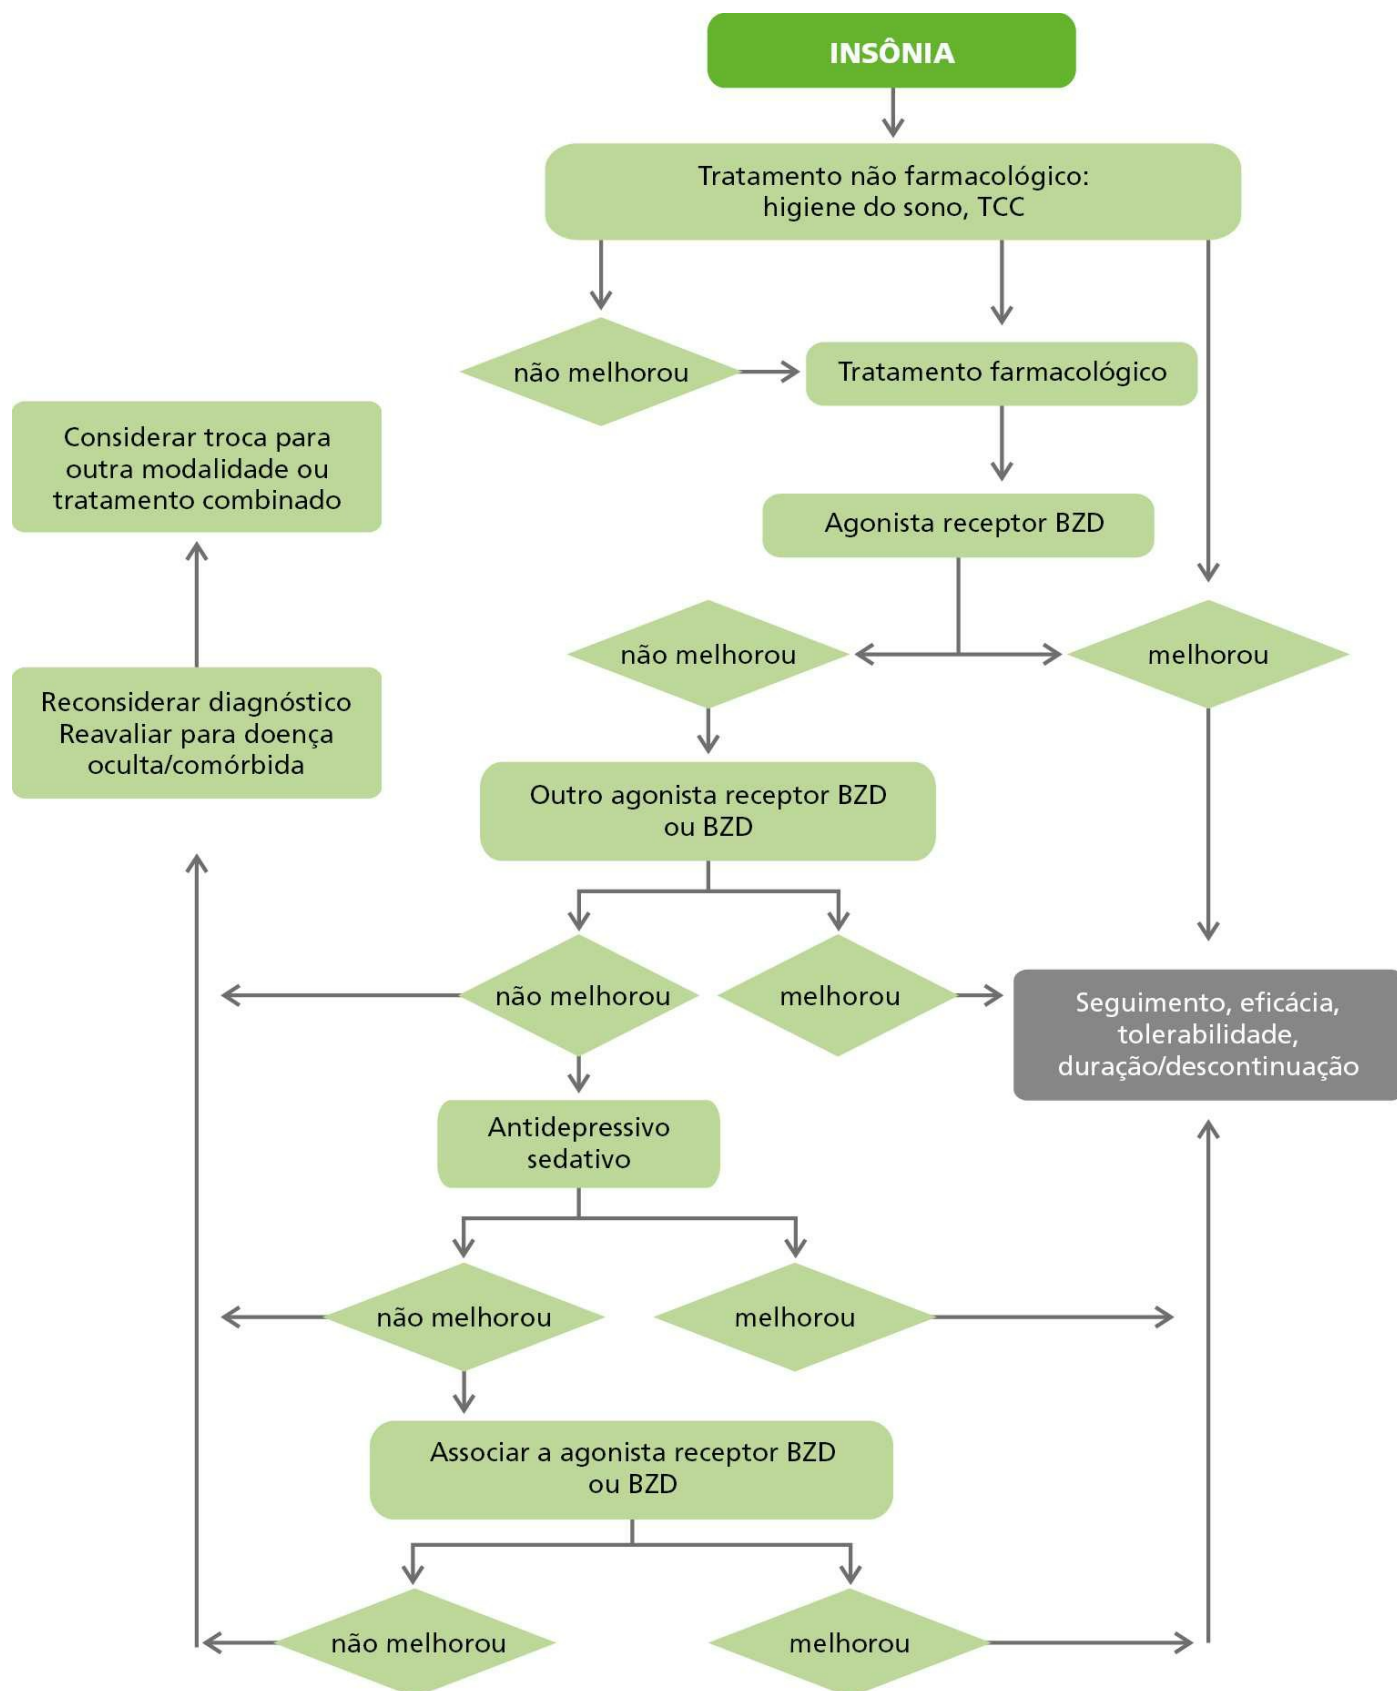 INSÔNIA
Tratamento não farmacológico:
higiene do sono, TCC
não melhorou
Tratamento farmacológico
Considerar troca para
outra modalidade ou
tratamento combinado
Agonista receptor BZD
não melhorou
melhorou
Reconsiderar diagnóstico
Reavaliar para doença
oculta/comórbida
Outro agonista receptor BZD
ou BZD
não melhorou
melhorou
Seguimento, eficácia,
tolerabilidade,
duração/descontinuação
Antidepressivo
sedativo
não melhorou
melhorou
Associar a agonista receptor BZD
ou BZD
não melhorou
melhorou